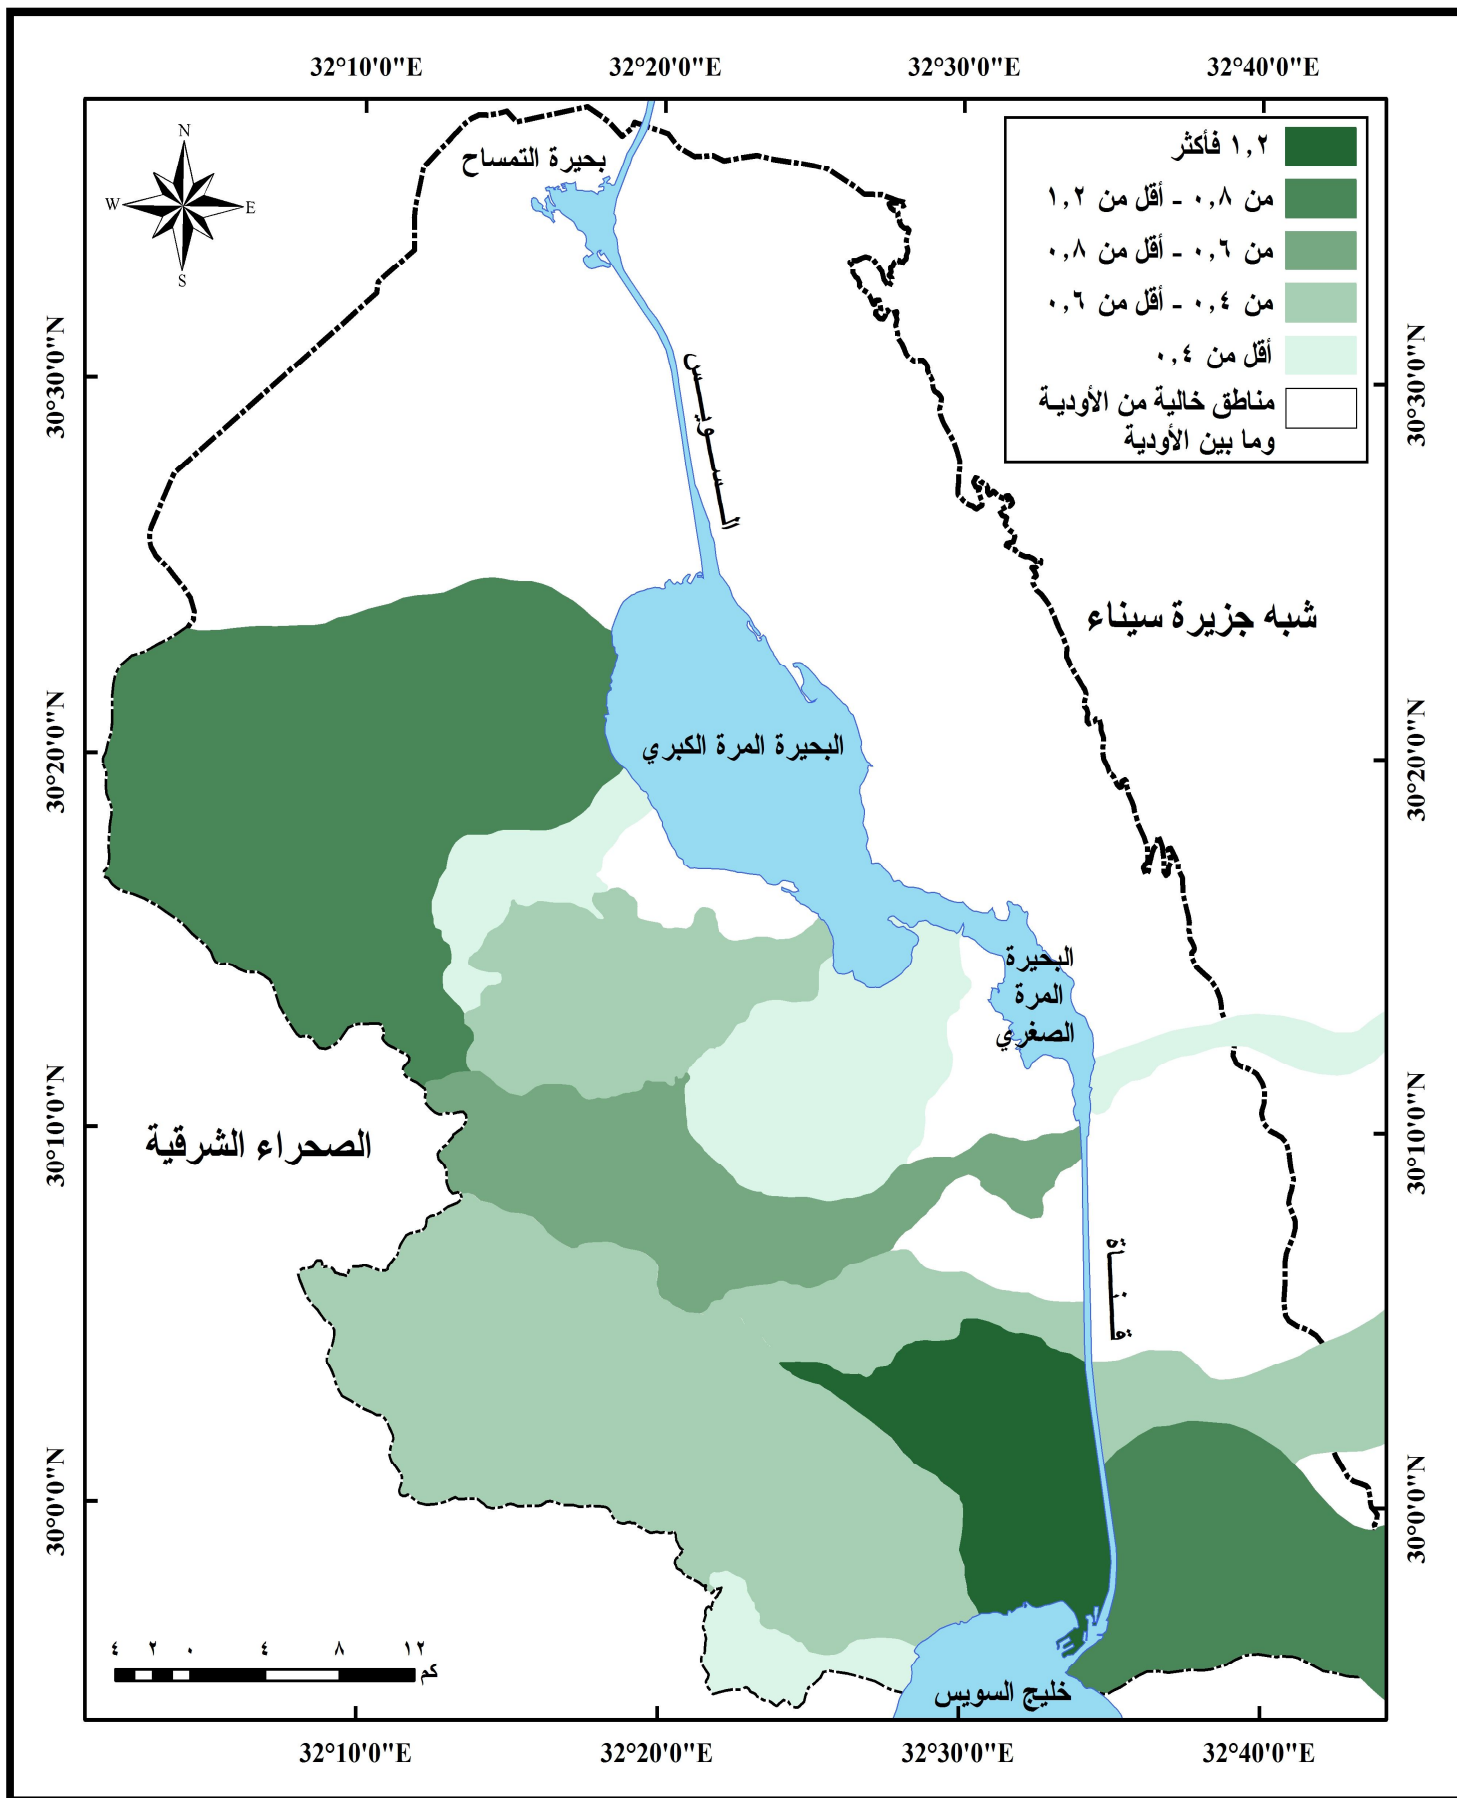 32°10'0"E
32°20'0"E
32°30'0"E
32°40'0"E
N
W
E
S
١,٢ فأكثر
من ٠,٨ - أقل من ١,٢
من ٠,٦ - أقل من ٠,٨
من ٠,٤ - أقل من ٠,٦
أقل من ٠,٤
مناطق خالية من الأودية
وما بين الأودية
بحيرة التمساح
30°30'0"N
30°30'0"N
الـسـويـس
شبه جزيرة سيناء
30°20'0"N
30°20'0"N
البحيرة المرة الكبري
البحيرة
المرة
الصغري
30°10'0"N
30°10'0"N
الصحراء الشرقية
قـنـاة
30°0'0"N
30°0'0"N
٤ ٢ ٠ ٤ ٨ ١٢
كم
خليج السويس
32°10'0"E
32°20'0"E
32°30'0"E
32°40'0"E